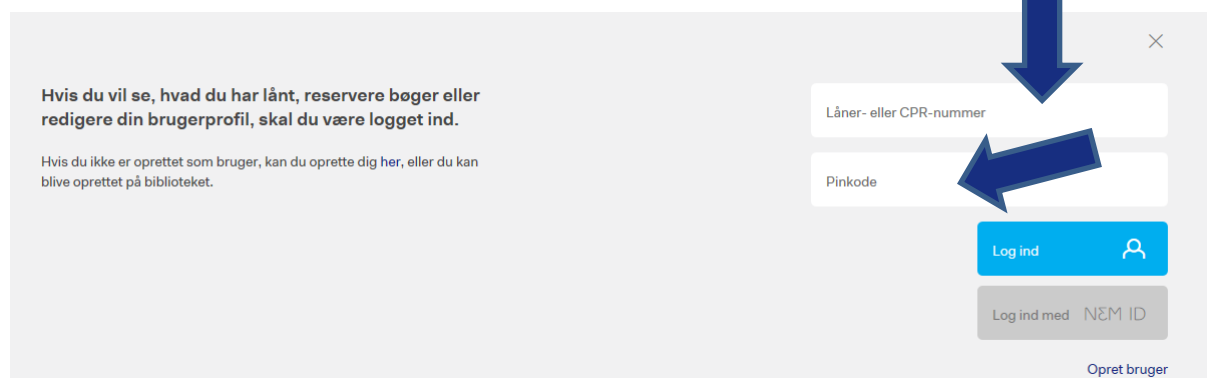 Hvis du vil se, hvad du har lånt, reservere bøger eller
redigere din brugerprofil, skal du være logget ind.
Hvis du ikke er oprettet som bruger, kan du oprette dig her, eller du kan
blive oprettet på biblioteket.
Låner- eller CPR-nummer
Pinkode
Log ind
Log ind med NEM ID
Opret bruger